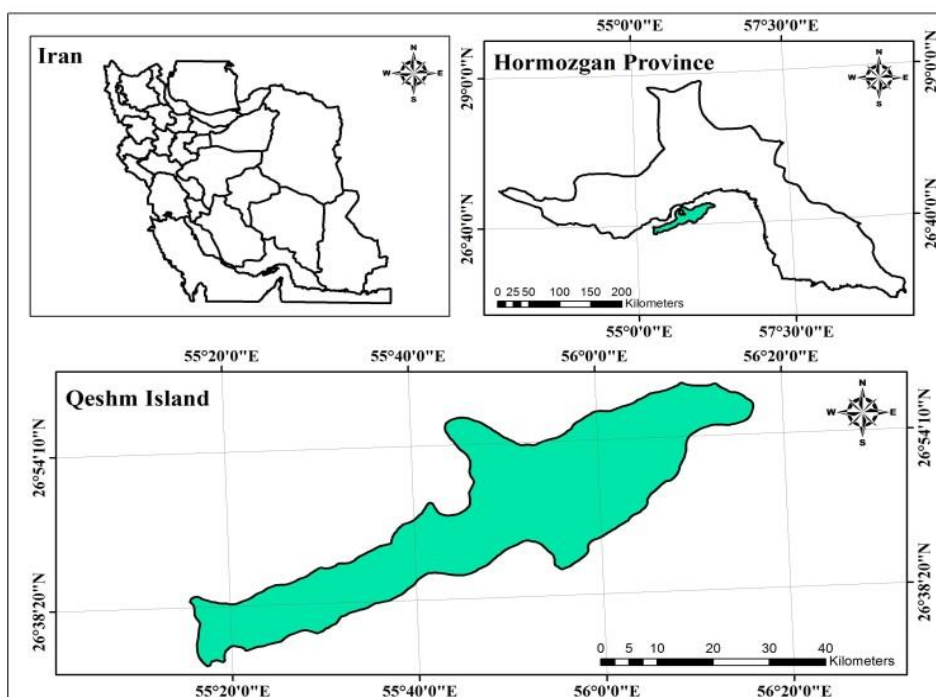 Iran
N
W E
S
55°0'0"E 57°30'0"E
Hormozgan Province
N
W E
S
29°0'0"N
29°0'0"N
26°40'0"N
26°40'0"N
0 25 50 100 150 200
Kilometers
55°0'0"E 57°30'0"E
55°20'0"E 55°40'0"E 56°0'0"E 56°20'0"E
Qeshm Island
N
W E
S
26°54'10"N
26°54'10"N
26°38'20"N
26°38'20"N
0 5 10 20 30 40
Kilometers
55°20'0"E 55°40'0"E 56°0'0"E 56°20'0"E